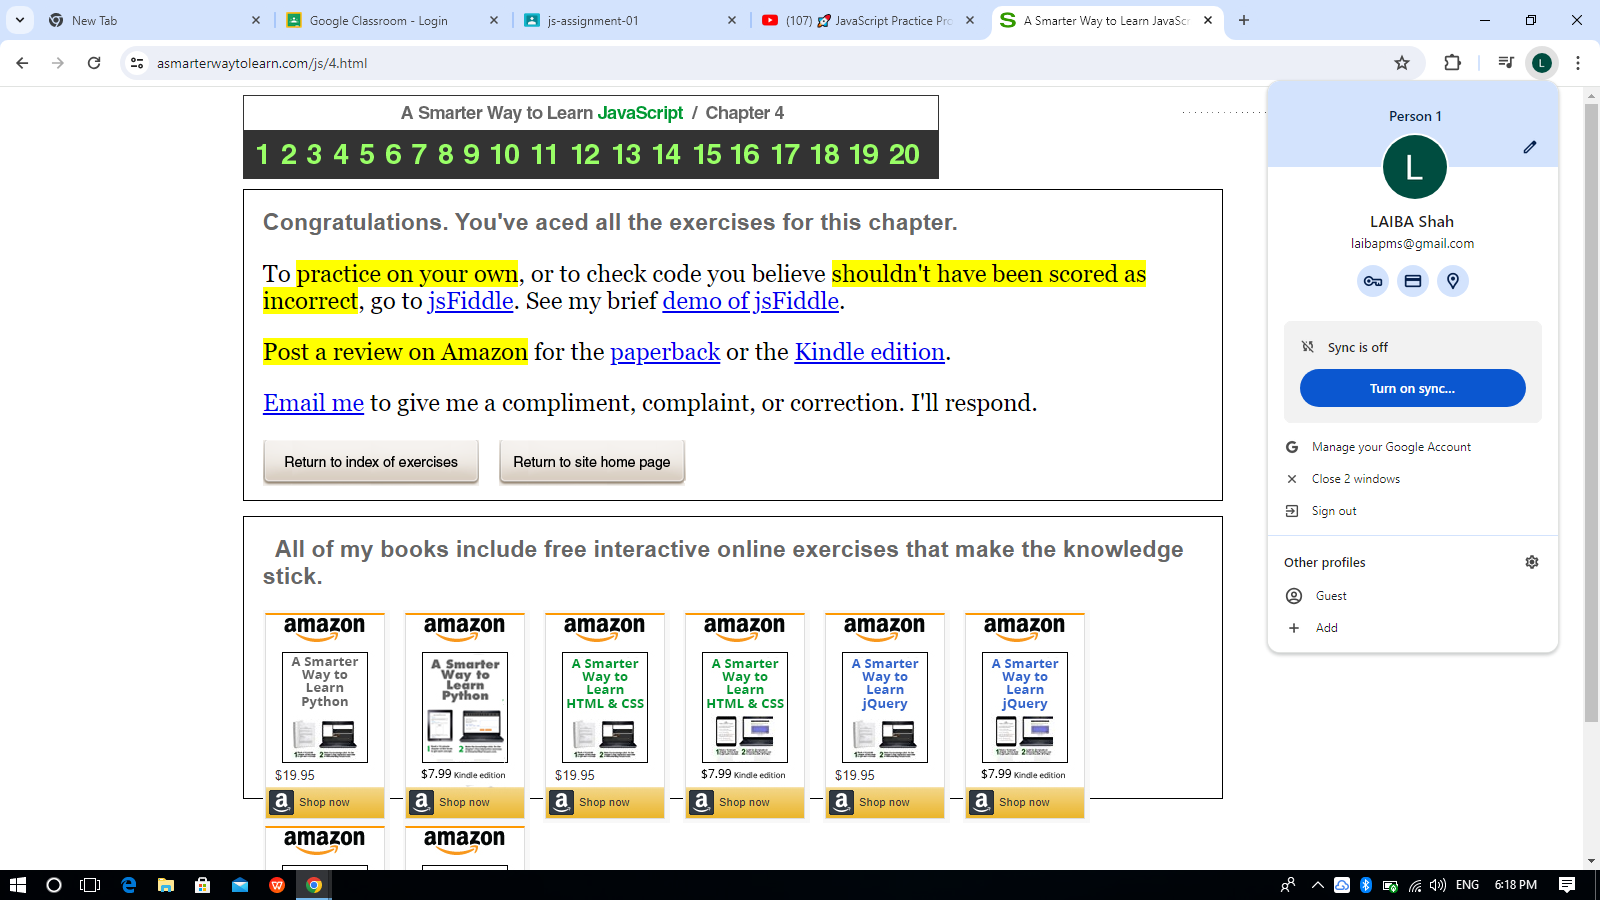 New Tab
Google Classroom - Login
js-assignment-01
(107) 🚀 JavaScript Practice Pro
A Smarter Way to Learn JavaScr
asmarterwaytolearn.com/js/4.html
L
A Smarter Way to Learn JavaScript / Chapter 4
1 2 3 4 5 6 7 8 9 10 11 12 13 14 15 16 17 18 19 20
Congratulations. You've aced all the exercises for this chapter.
To practice on your own, or to check code you believe shouldn't have been scored as
incorrect, go to jsFiddle. See my brief demo of jsFiddle.
Post a review on Amazon for the paperback or the Kindle edition.
Email me to give me a compliment, complaint, or correction. I'll respond.
Return to index of exercises
Return to site home page
All of my books include free interactive online exercises that make the knowledge
stick.
amazon
A Smarter
Way to
Learn
Python
$19.95
Shop now
amazon
A Smarter
Way to
Learn
Python
$7.99 Kindle edition
Shop now
amazon
A Smarter
Way to
Learn
HTML & CSS
$19.95
Shop now
amazon
A Smarter
Way to
Learn
HTML & CSS
$7.99 Kindle edition
Shop now
amazon
A Smarter
Way to
Learn
jQuery
$19.95
Shop now
amazon
A Smarter
Way to
Learn
jQuery
$7.99 Kindle edition
Shop now
amazon
amazon
Person 1
L
LAIBA Shah
laibapms@gmail.com
Sync is off
Turn on sync...
Manage your Google Account
Close 2 windows
Sign out
Other profiles
Guest
Add
ENG
6:18 PM